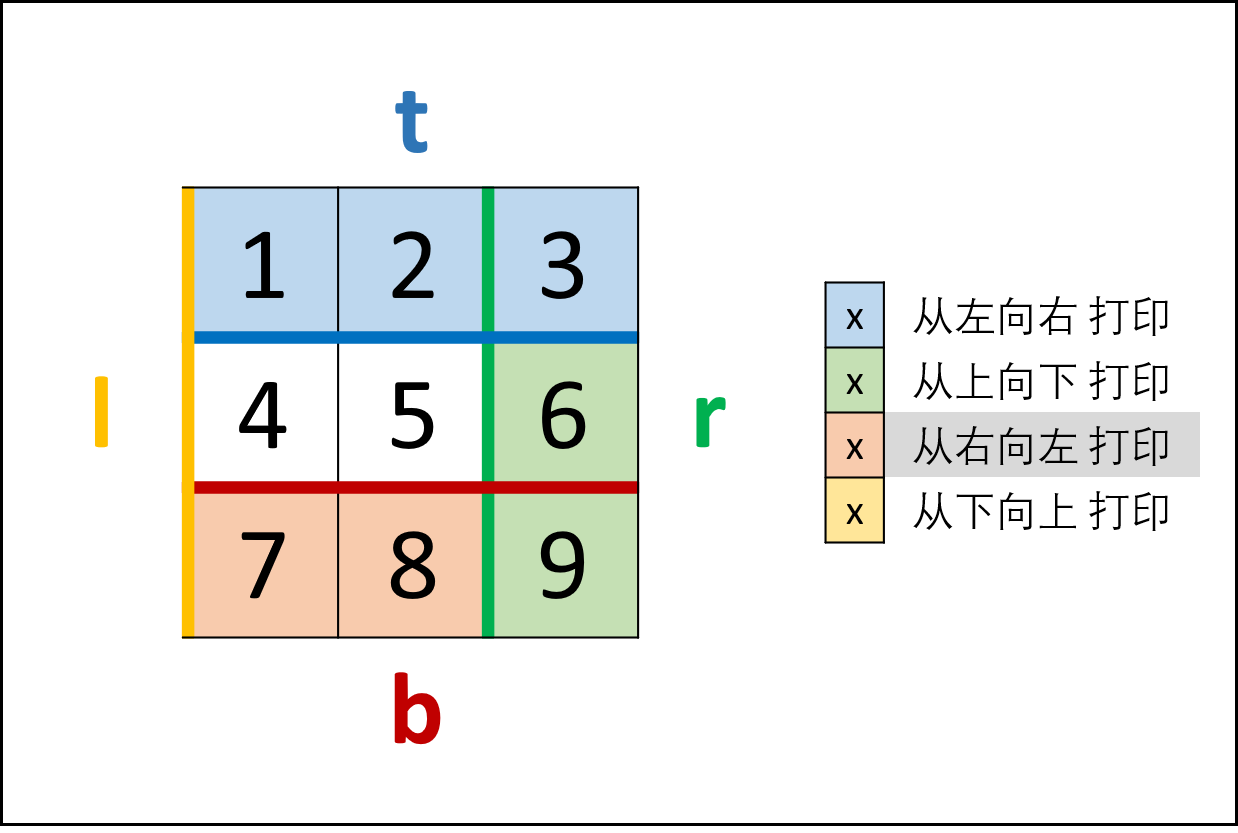 t
1 2 3
l 4 5 6 r
7 8 9
b
x 从左向右 打印
x 从上向下 打印
x 从右向左 打印
x 从下向上 打印